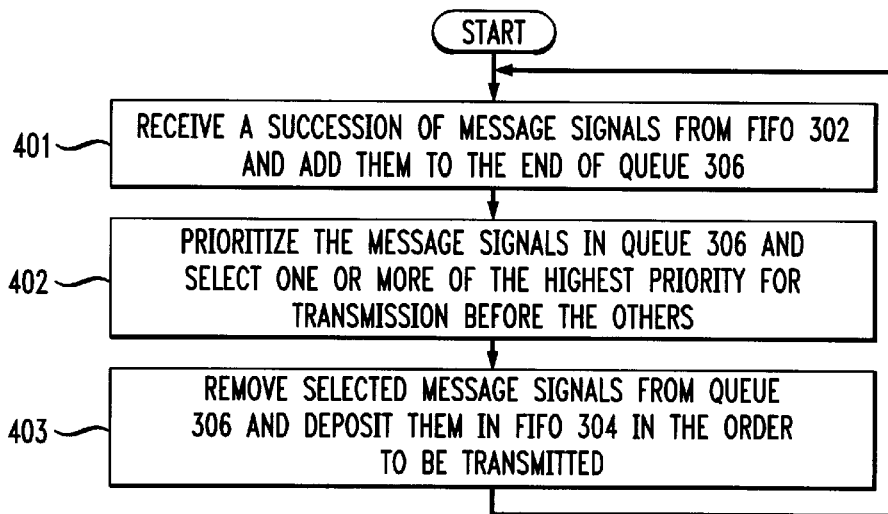 START
RECEIVE A SUCCESSION OF MESSAGE SIGNALS FROM FIFO 302
AND ADD THEM TO THE END OF QUEUE 306
401
PRIORITIZE THE MESSAGE SIGNALS IN QUEUE 306 AND
SELECT ONE OR MORE OF THE HIGHEST PRIORITY FOR
TRANSMISSION BEFORE THE OTHERS
402
REMOVE SELECTED MESSAGE SIGNALS FROM QUEUE
306 AND DEPOSIT THEM IN FIFO 304 IN THE ORDER
TO BE TRANSMITTED
403